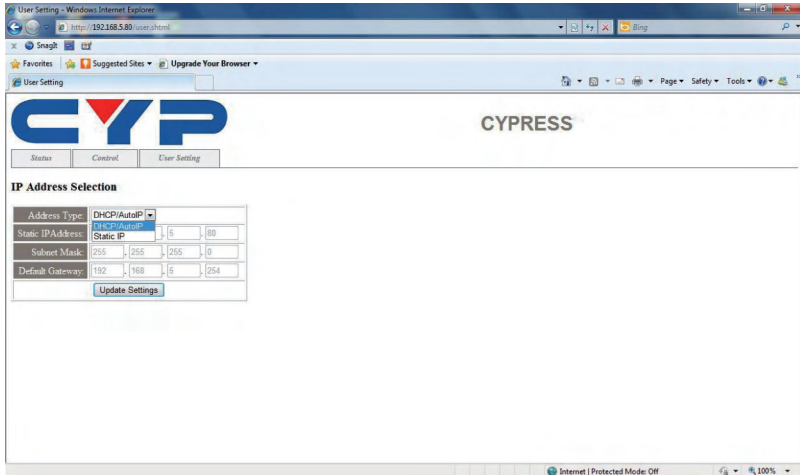 User Setting - Windows Internet Explorer
http://192.168.5.80/user.shtml
Bing
x Snagit
Favorites Suggested Sites Upgrade Your Browser
User Setting
Page Safety Tools
CYP
CYPRESS
Status Control User Setting
IP Address Selection
Address Type: DHCP/AutoIP
DHCP/AutoIP
Static IP
Static IPAddress: . 5 . 80
Subnet Mask: 255 . 255 . 255 . 0
Default Gateway: 192 . 168 . 5 . 254
Update Settings
Internet | Protected Mode: Off 100%